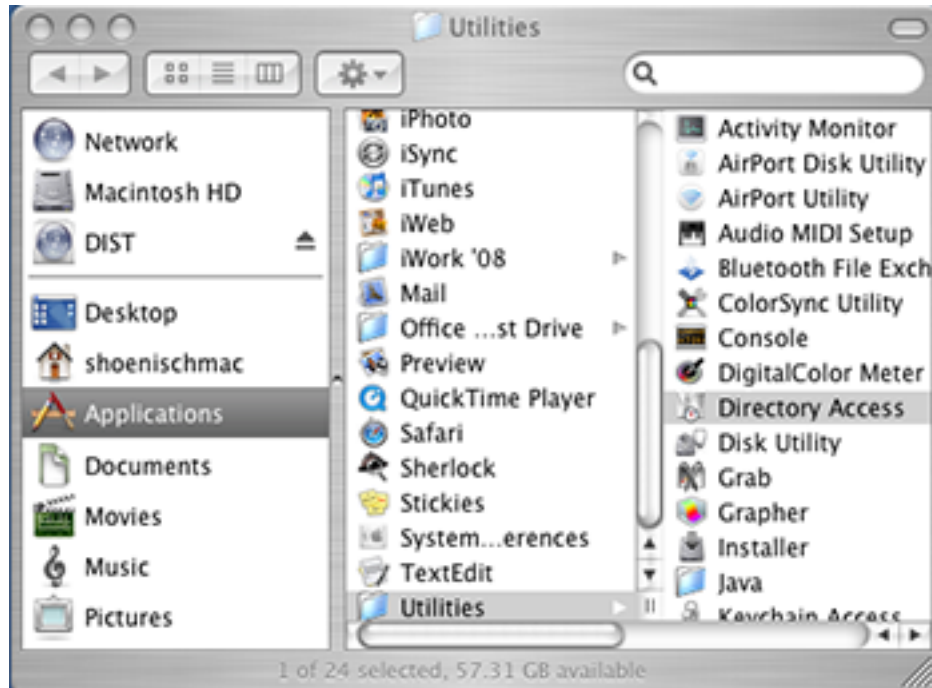 Utilities
Network
Macintosh HD
DIST
Desktop
shoenischmac
Applications
Documents
Movies
Music
Pictures
iPhoto
iSync
iTunes
iWeb
iWork '08
Mail
Office ...st Drive
Preview
QuickTime Player
Safari
Sherlock
Stickies
System...erences
TextEdit
Utilities
Activity Monitor
AirPort Disk Utility
AirPort Utility
Audio MIDI Setup
Bluetooth File Exch
ColorSync Utility
Console
DigitalColor Meter
Directory Access
Disk Utility
Grab
Grapher
Installer
Java
Keychain Access
1 of 24 selected, 57.31 GB available